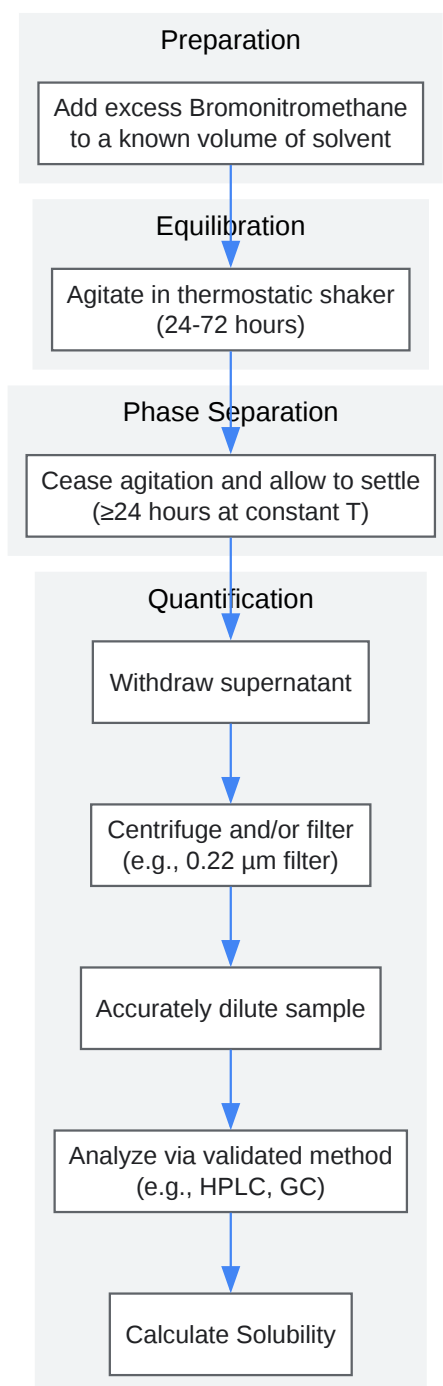 Preparation
Add excess Bromonitromethane
to a known volume of solvent
Equilibration
Agitate in thermostatic shaker
(24-72 hours)
Phase Separation
Cease agitation and allow to settle
(≥24 hours at constant T)
Quantification
Withdraw supernatant
Centrifuge and/or filter
(e.g., 0.22 µm filter)
Accurately dilute sample
Analyze via validated method
(e.g., HPLC, GC)
Calculate Solubility